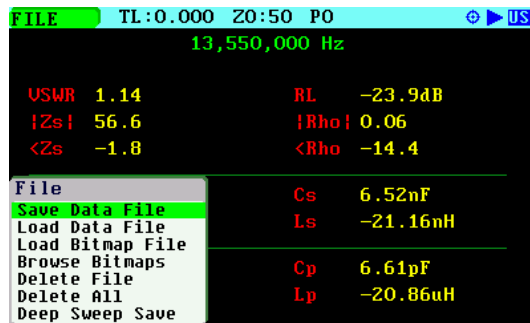 FILE TL:0.000 Z0:50 PO US
13,550,000 Hz
VSWR 1.14 RL -23.9dB
|Zs| 56.6 |Rho| 0.06
<Zs -1.8 <Rho -14.4
File
Save Data File
Load Data File
Load Bitmap File
Browse Bitmaps
Delete File
Delete All
Deep Sweep Save
Cs 6.52nF
Ls -21.16nH
Cp 6.61pF
Lp -20.86uH